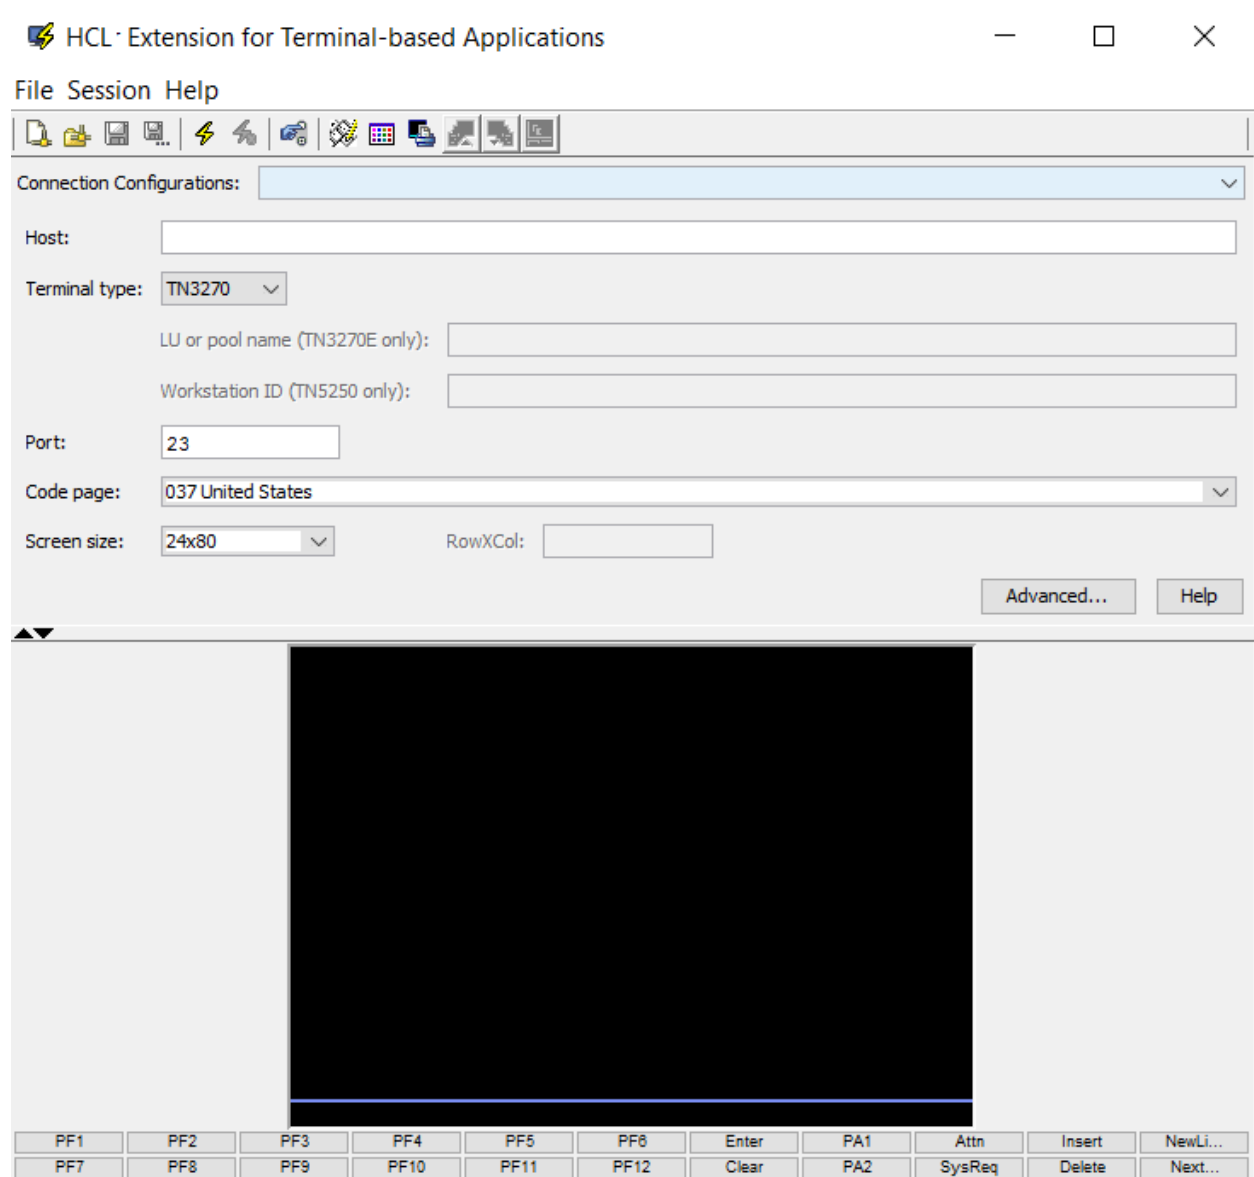 HCL Extension for Terminal-based Applications
File Session Help
Connection Configurations:
Host:
Terminal type: TN3270
LU or pool name (TN3270E only):
Workstation ID (TN5250 only):
Port: 23
Code page: 037 United States
Screen size: 24x80 RowXCol:
Advanced... Help
PF1 PF2 PF3 PF4 PF5 PF6 Enter PA1 Attn Insert NewLi...
PF7 PF8 PF9 PF10 PF11 PF12 Clear PA2 SysReq Delete Next...